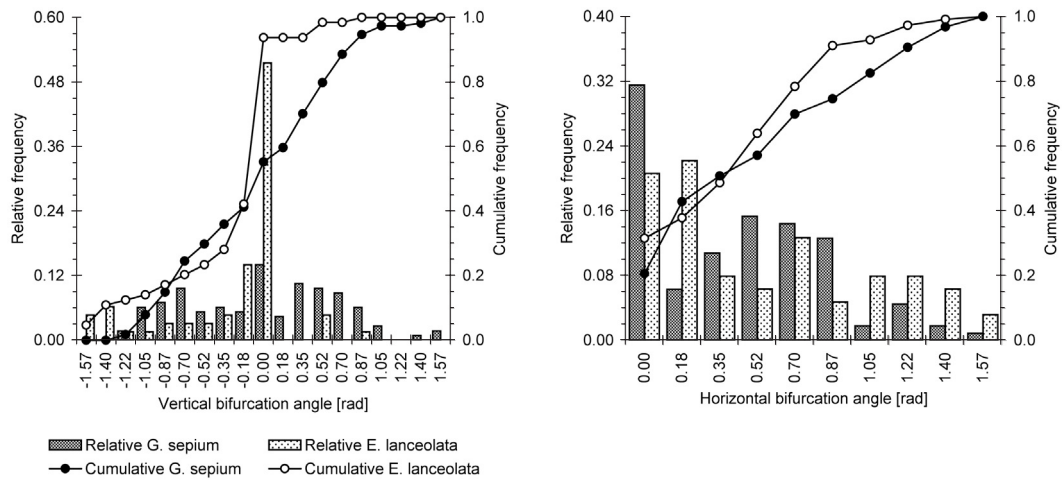 0.60
0.48
0.36
0.24
0.12
0.00
Relative frequency
1.0
0.8
0.6
0.4
0.2
0.0
Cumulative frequency
-1.57 -1.40 -1.22 -1.05 -0.87 -0.70 -0.52 -0.35 -0.18 0.00 0.18 0.35 0.52 0.70 0.87 1.05 1.22 1.40 1.57
Vertical bifurcation angle [rad]
0.40
0.32
0.24
0.16
0.08
0.00
Relative frequency
1.0
0.8
0.6
0.4
0.2
0.0
Cumulative frequency
0.00 0.18 0.35 0.52 0.70 0.87 1.05 1.22 1.40 1.57
Horizontal bifurcation angle [rad]
Relative G. sepium
Relative E. lanceolata
Cumulative G. sepium
Cumulative E. lanceolata